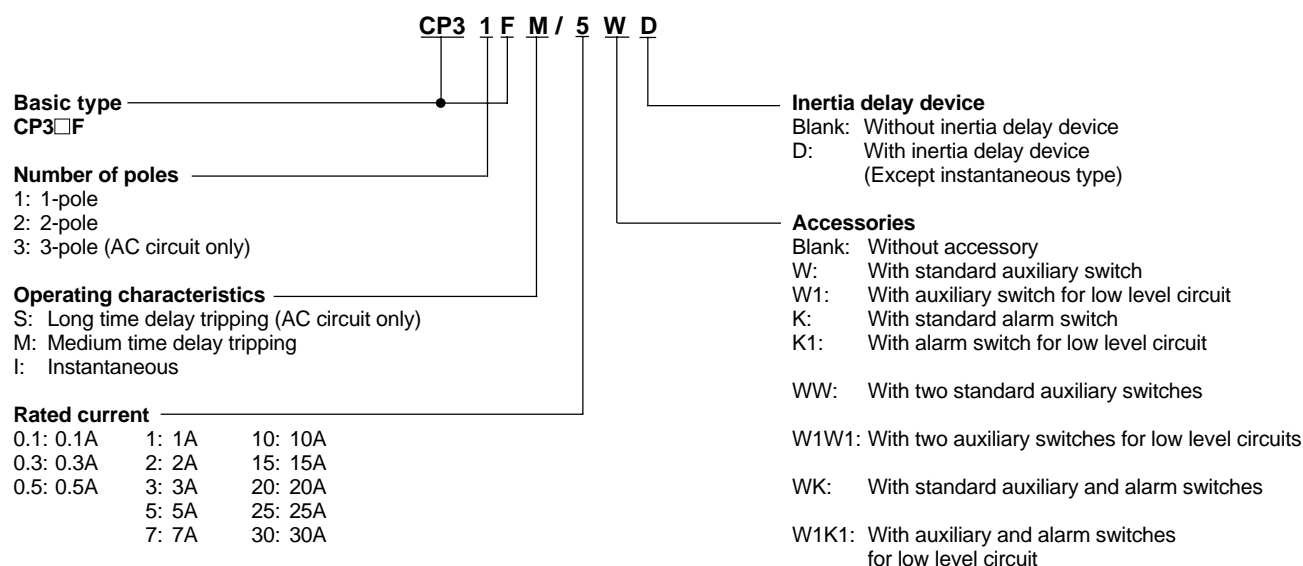 CP3 1 F M / 5 W D
Basic type
CP3□F
Number of poles
1: 1-pole
2: 2-pole
3: 3-pole (AC circuit only)
Operating characteristics
S: Long time delay tripping (AC circuit only)
M: Medium time delay tripping
I: Instantaneous
Rated current
0.1: 0.1A 1: 1A 10: 10A
0.3: 0.3A 2: 2A 15: 15A
0.5: 0.5A 3: 3A 20: 20A
5: 5A 25: 25A
7: 7A 30: 30A
Inertia delay device
Blank: Without inertia delay device
D: With inertia delay device
(Except instantaneous type)
Accessories
Blank: Without accessory
W: With standard auxiliary switch
W1: With auxiliary switch for low level circuit
K: With standard alarm switch
K1: With alarm switch for low level circuit
WW: With two standard auxiliary switches
W1W1: With two auxiliary switches for low level circuits
WK: With standard auxiliary and alarm switches
W1K1: With auxiliary and alarm switches
for low level circuit